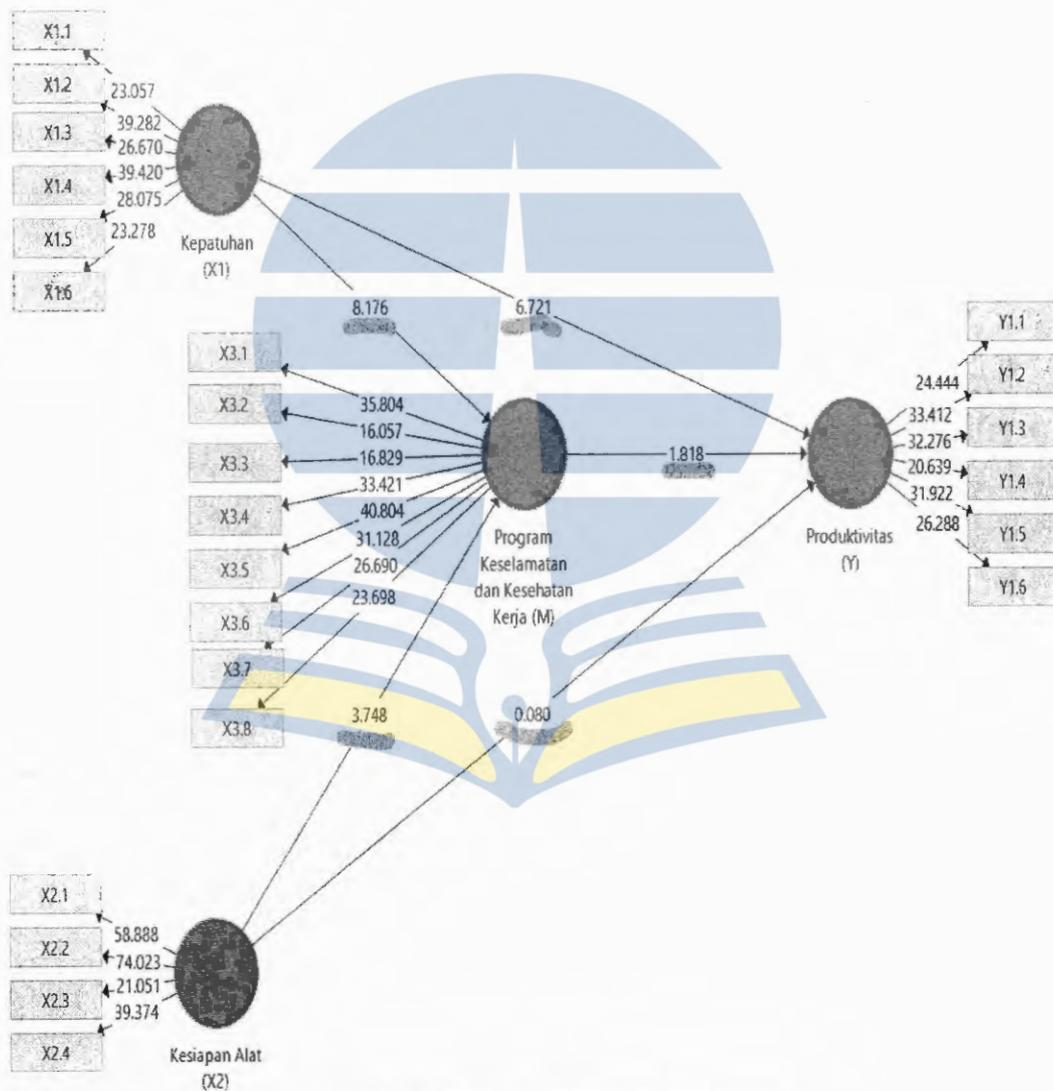 X1.1
X1.2
X1.3
X1.4
X1.5
X1.6
23.057
39.282
26.670
39.420
28.075
23.278
Kepatuhan
(X1)
8.176
6.721
X3.1
X3.2
X3.3
X3.4
X3.5
X3.6
X3.7
X3.8
35.804
16.057
16.829
33.421
40.804
31.128
26.690
23.698
Program
Keselamatan
dan Kesehatan
Kerja (M)
1.818
Produktivitas
(Y)
24.444
33.412
32.276
20.639
31.922
26.288
Y1.1
Y1.2
Y1.3
Y1.4
Y1.5
Y1.6
3.748
0.080
X2.1
X2.2
X2.3
X2.4
58.888
74.023
21.051
39.374
Kesiapan Alat
(X2)